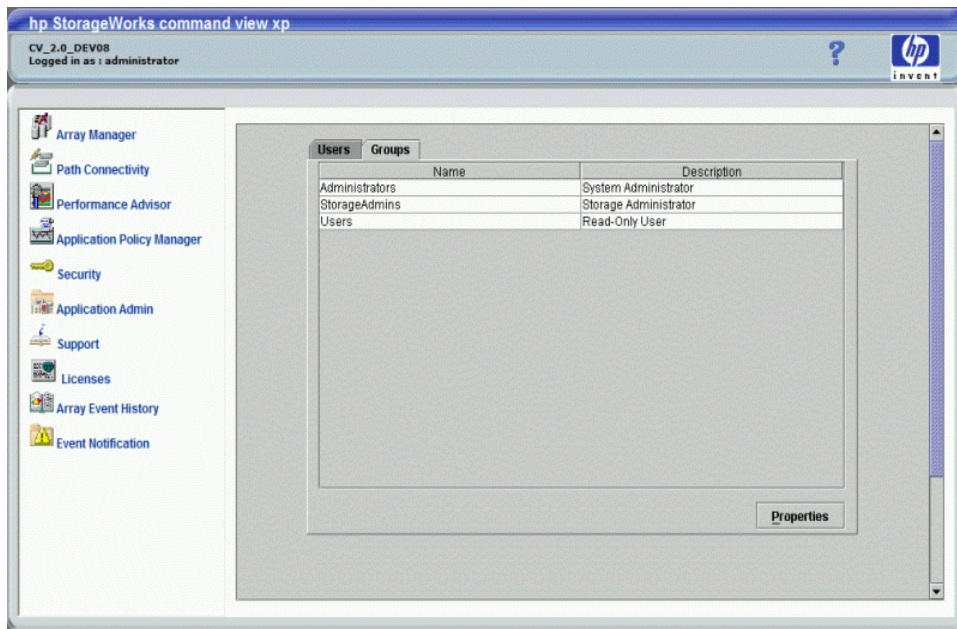 hp StorageWorks command view xp
CV_2.0_DEV08
Logged in as : administrator
?
hp
invent
Array Manager
Path Connectivity
Performance Advisor
Application Policy Manager
Security
Application Admin
Support
Licenses
Array Event History
Event Notification
Users Groups
Name Description
Administrators System Administrator
StorageAdmins Storage Administrator
Users Read-Only User
Properties